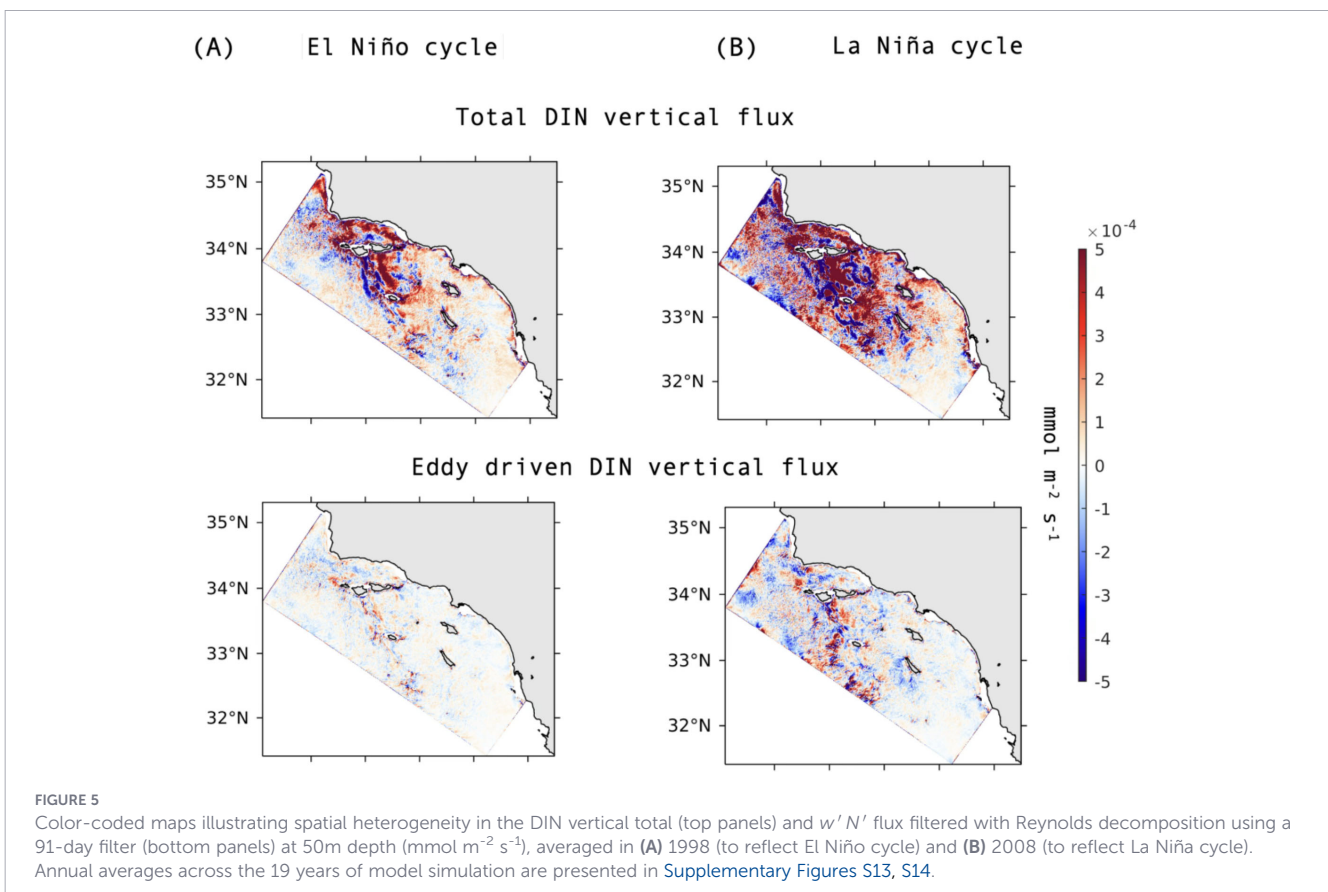 (A) El Niño cycle
(B) La Niña cycle
Total DIN vertical flux
35°N
34°N
33°N
32°N
35°N
34°N
33°N
32°N
× 10⁻⁴
5
4
3
2
1
0
-1
-2
-3
-4
-5
mmol m⁻² s⁻¹
Eddy driven DIN vertical flux
35°N
34°N
33°N
32°N
35°N
34°N
33°N
32°N
FIGURE 5
Color-coded maps illustrating spatial heterogeneity in the DIN vertical total (top panels) and w′N′ flux filtered with Reynolds decomposition using a
91-day filter (bottom panels) at 50m depth (mmol m⁻² s⁻¹), averaged in (A) 1998 (to reflect El Niño cycle) and (B) 2008 (to reflect La Niña cycle).
Annual averages across the 19 years of model simulation are presented in Supplementary Figures S13, S14.